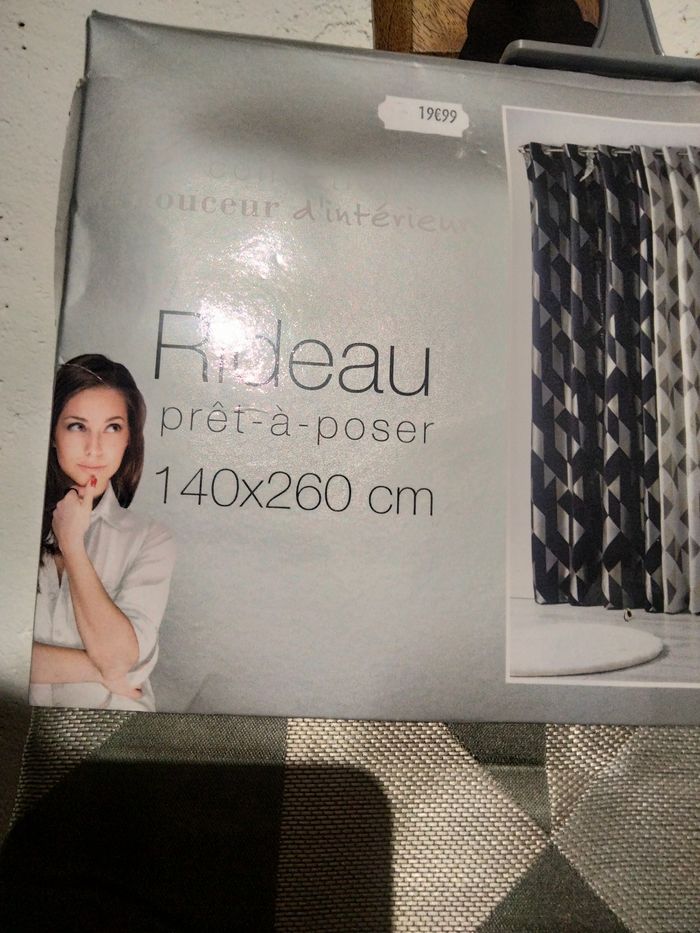 19€99
ouceur d'intérieur
Rideau
prêt-à-poser
140x260 cm